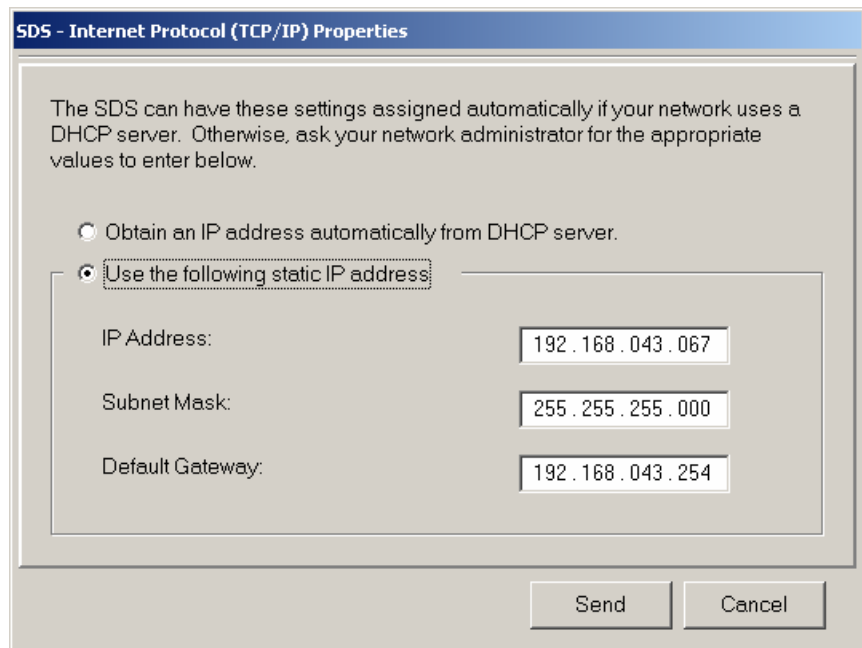 SDS - Internet Protocol (TCP/IP) Properties
The SDS can have these settings assigned automatically if your network uses a
DHCP server. Otherwise, ask your network administrator for the appropriate
values to enter below.
Obtain an IP address automatically from DHCP server.
Use the following static IP address
IP Address: 192 . 168 . 043 . 067
Subnet Mask: 255 . 255 . 255 . 000
Default Gateway: 192 . 168 . 043 . 254
Send Cancel